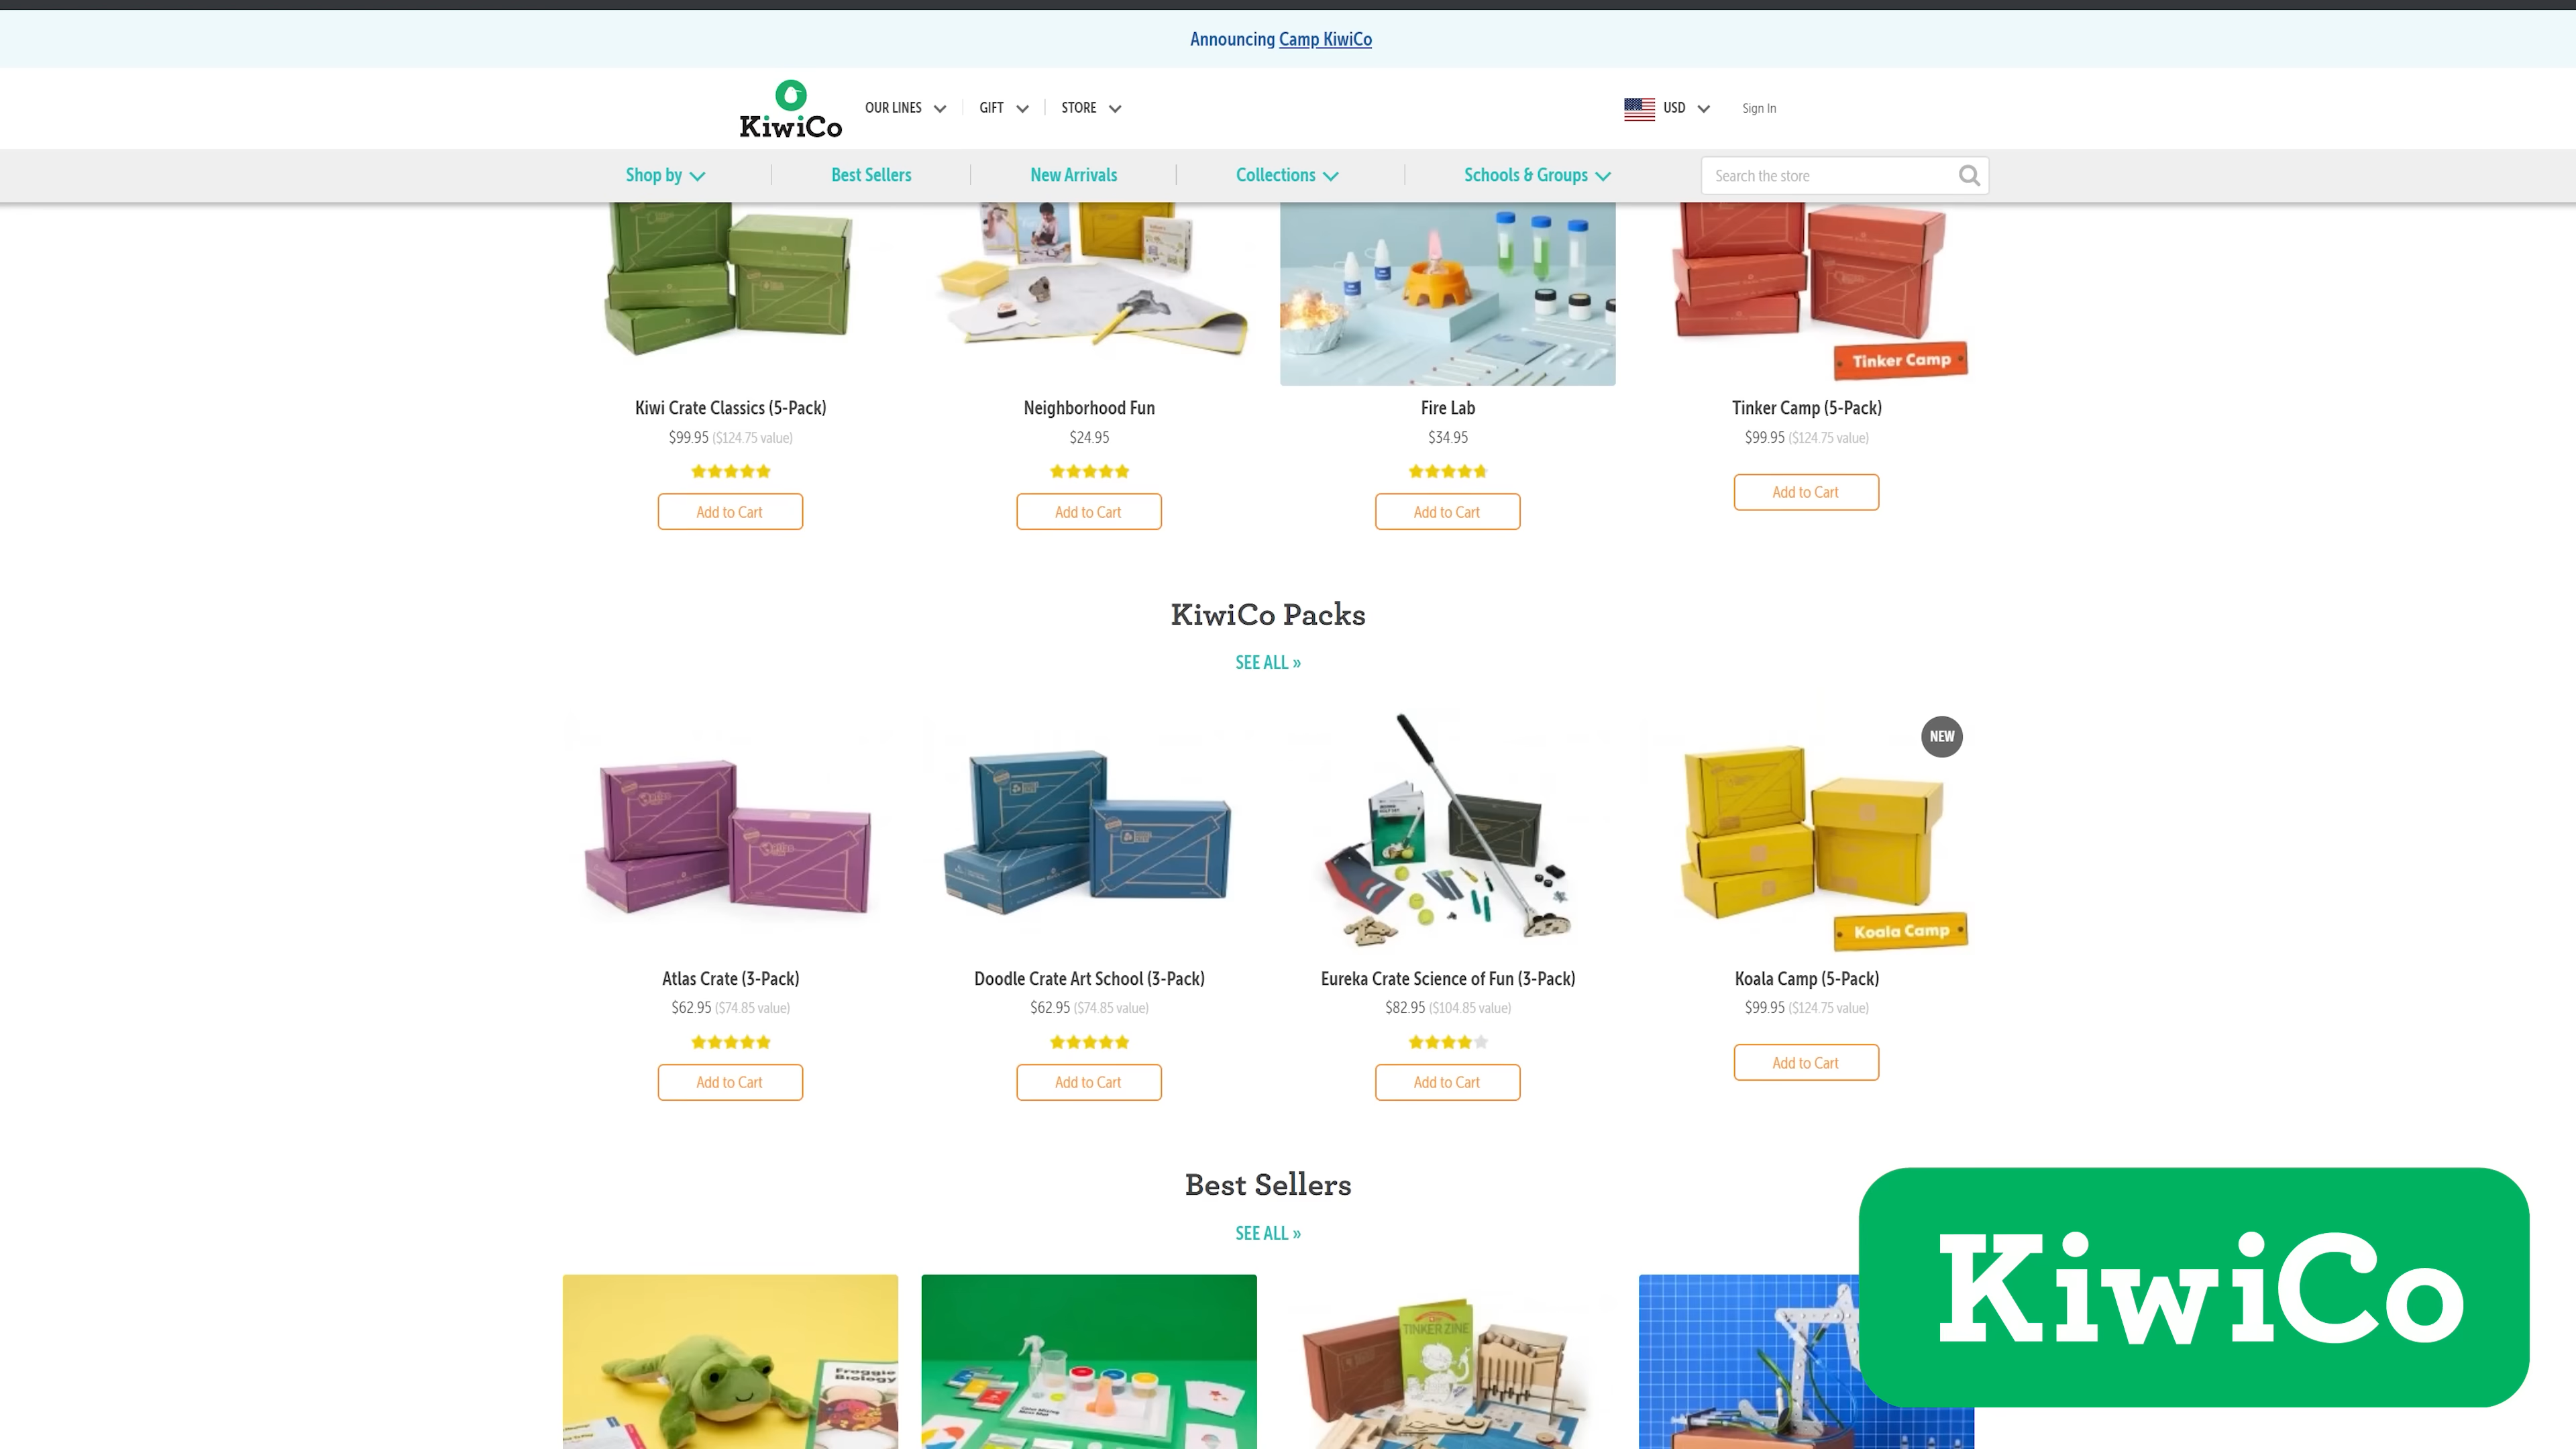 Announcing Camp KiwiCo
KiwiCo
OUR LINES
GIFT
STORE
USD
Sign In
Shop by
Best Sellers
New Arrivals
Collections
Schools & Groups
Search the store
Tinker Camp
Kiwi Crate Classics (5-Pack)
$99.95 ($124.75 value)
Add to Cart
Neighborhood Fun
$24.95
Add to Cart
Fire Lab
$34.95
Add to Cart
Tinker Camp (5-Pack)
$99.95 ($124.75 value)
Add to Cart
KiwiCo Packs
SEE ALL »
NEW
Koala Camp
Atlas Crate (3-Pack)
$62.95 ($74.85 value)
Add to Cart
Doodle Crate Art School (3-Pack)
$62.95 ($74.85 value)
Add to Cart
Eureka Crate Science of Fun (3-Pack)
$82.95 ($104.85 value)
Add to Cart
Koala Camp (5-Pack)
$99.95 ($124.75 value)
Add to Cart
Best Sellers
SEE ALL »
Froggie
Biology
TINKER ZINE
KiwiCo